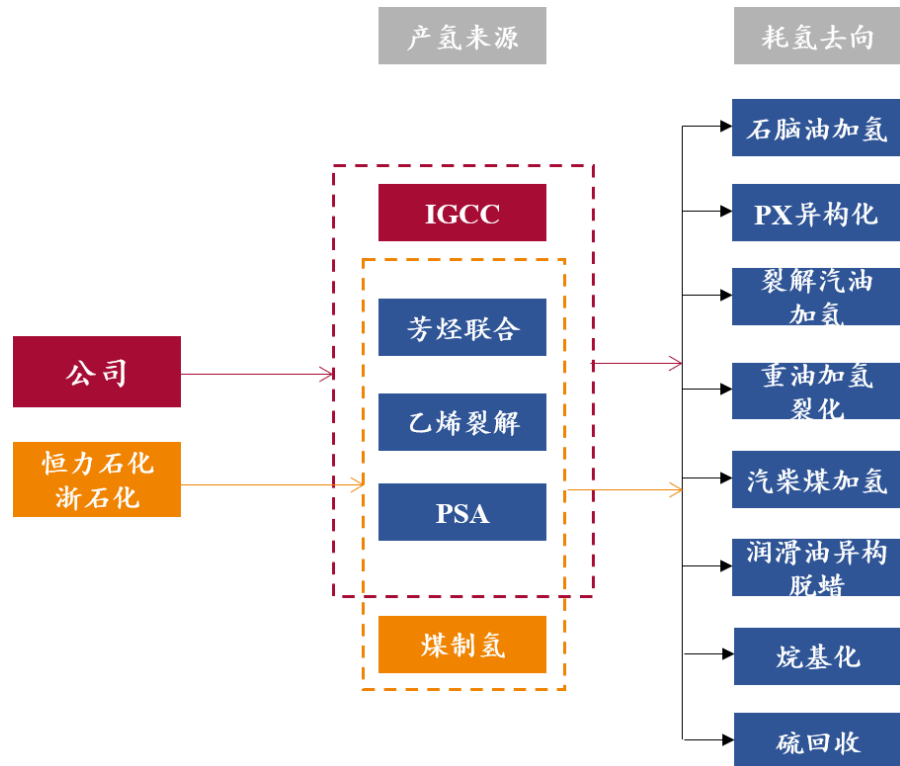 产氢来源
耗氢去向
公司
恒力石化
浙石化
IGCC
芳烃联合
乙烯裂解
PSA
煤制氢
石脑油加氢
PX异构化
裂解汽油
加氢
重油加氢
裂化
汽柴煤加氢
润滑油异构
脱蜡
烷基化
硫回收